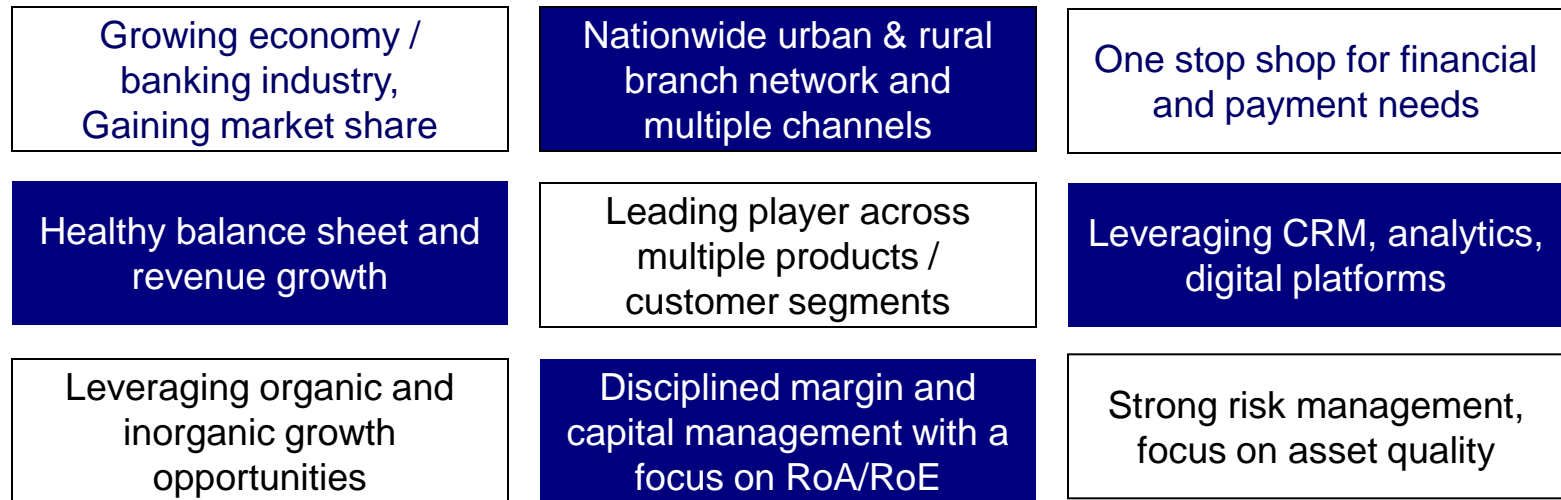 Growing economy /
banking industry,
Gaining market share
Nationwide urban & rural
branch network and
multiple channels
One stop shop for financial
and payment needs
Healthy balance sheet and
revenue growth
Leading player across
multiple products /
customer segments
Leveraging CRM, analytics,
digital platforms
Leveraging organic and
inorganic growth
opportunities
Disciplined margin and
capital management with a
focus on RoA/RoE
Strong risk management,
focus on asset quality